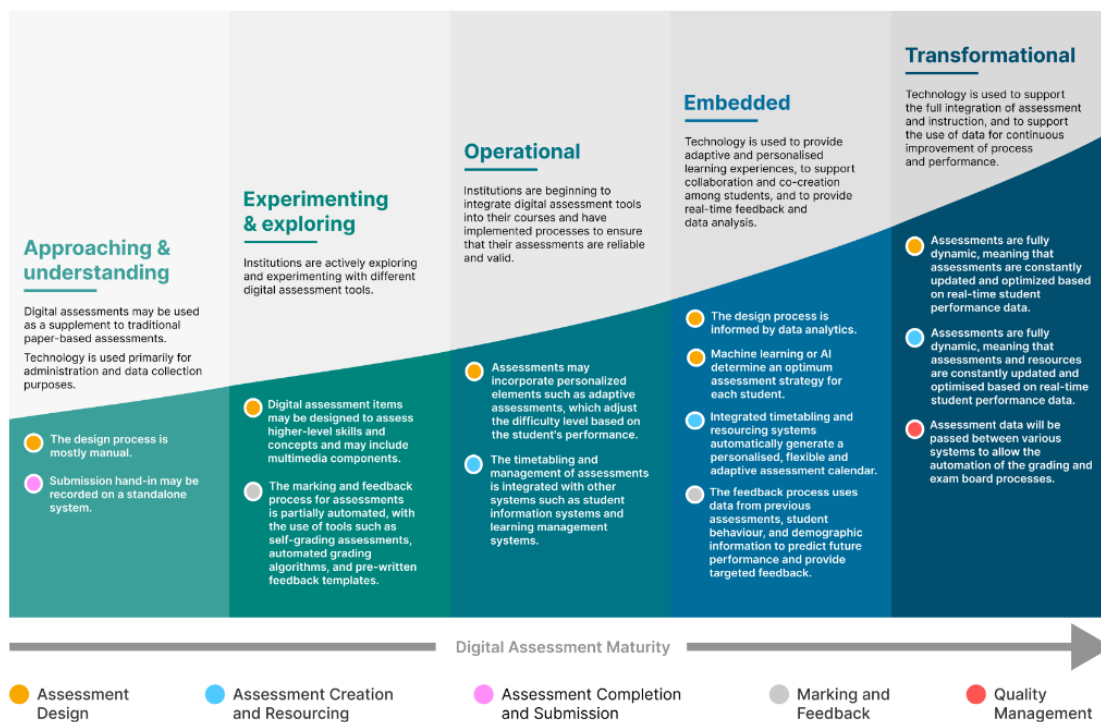 Approaching &
understanding
Digital assessments may be used
as a supplement to traditional
paper-based assessments.
Technology is used primarily for
administration and data collection
purposes.
The design process is
mostly manual.
Submission hand-in may be
recorded on a standalone
system.
Experimenting
& exploring
Institutions are actively exploring
and experimenting with different
digital assessment tools.
Digital assessment items
may be designed to assess
higher-level skills and
concepts and may include
multimedia components.
The marking and feedback
process for assessments
is partially automated, with
the use of tools such as
self-grading assessments,
automated grading
algorithms, and pre-written
feedback templates.
Operational
Institutions are beginning to
integrate digital assessment tools
into their courses and have
implemented processes to ensure
that their assessments are reliable
and valid.
Assessments may
incorporate personalized
elements such as adaptive
assessments, which adjust
the difficulty level based on
the student's performance.
The timetabling and
management of assessments
is integrated with other
systems such as student
information systems and
learning management
systems.
Embedded
Technology is used to provide
adaptive and personalised
learning experiences, to support
collaboration and co-creation
among students, and to provide
real-time feedback and
data analysis.
The design process is
informed by data analytics.
Machine learning or AI
determine an optimum
assessment strategy for
each student.
Integrated timetabling and
resourcing systems
automatically generate a
personalised, flexible and
adaptive assessment calendar.
The feedback process uses
data from previous
assessments, student
behaviour, and demographic
information to predict future
performance and provide
targeted feedback.
Transformational
Technology is used to support
the full integration of assessment
and instruction, and to support
the use of data for continuous
improvement of process
and performance.
Assessments are fully
dynamic, meaning that
assessments are constantly
updated and optimized based
on real-time student
performance data.
Assessments are fully
dynamic, meaning that
assessments and resources
are constantly updated and
optimised based on real-time
student performance data.
Assessment data will be
passed between various
systems to allow the
automation of the grading and
exam board processes.
Digital Assessment Maturity
Assessment
Design
Assessment Creation
and Resourcing
Assessment Completion
and Submission
Marking and
Feedback
Quality
Management